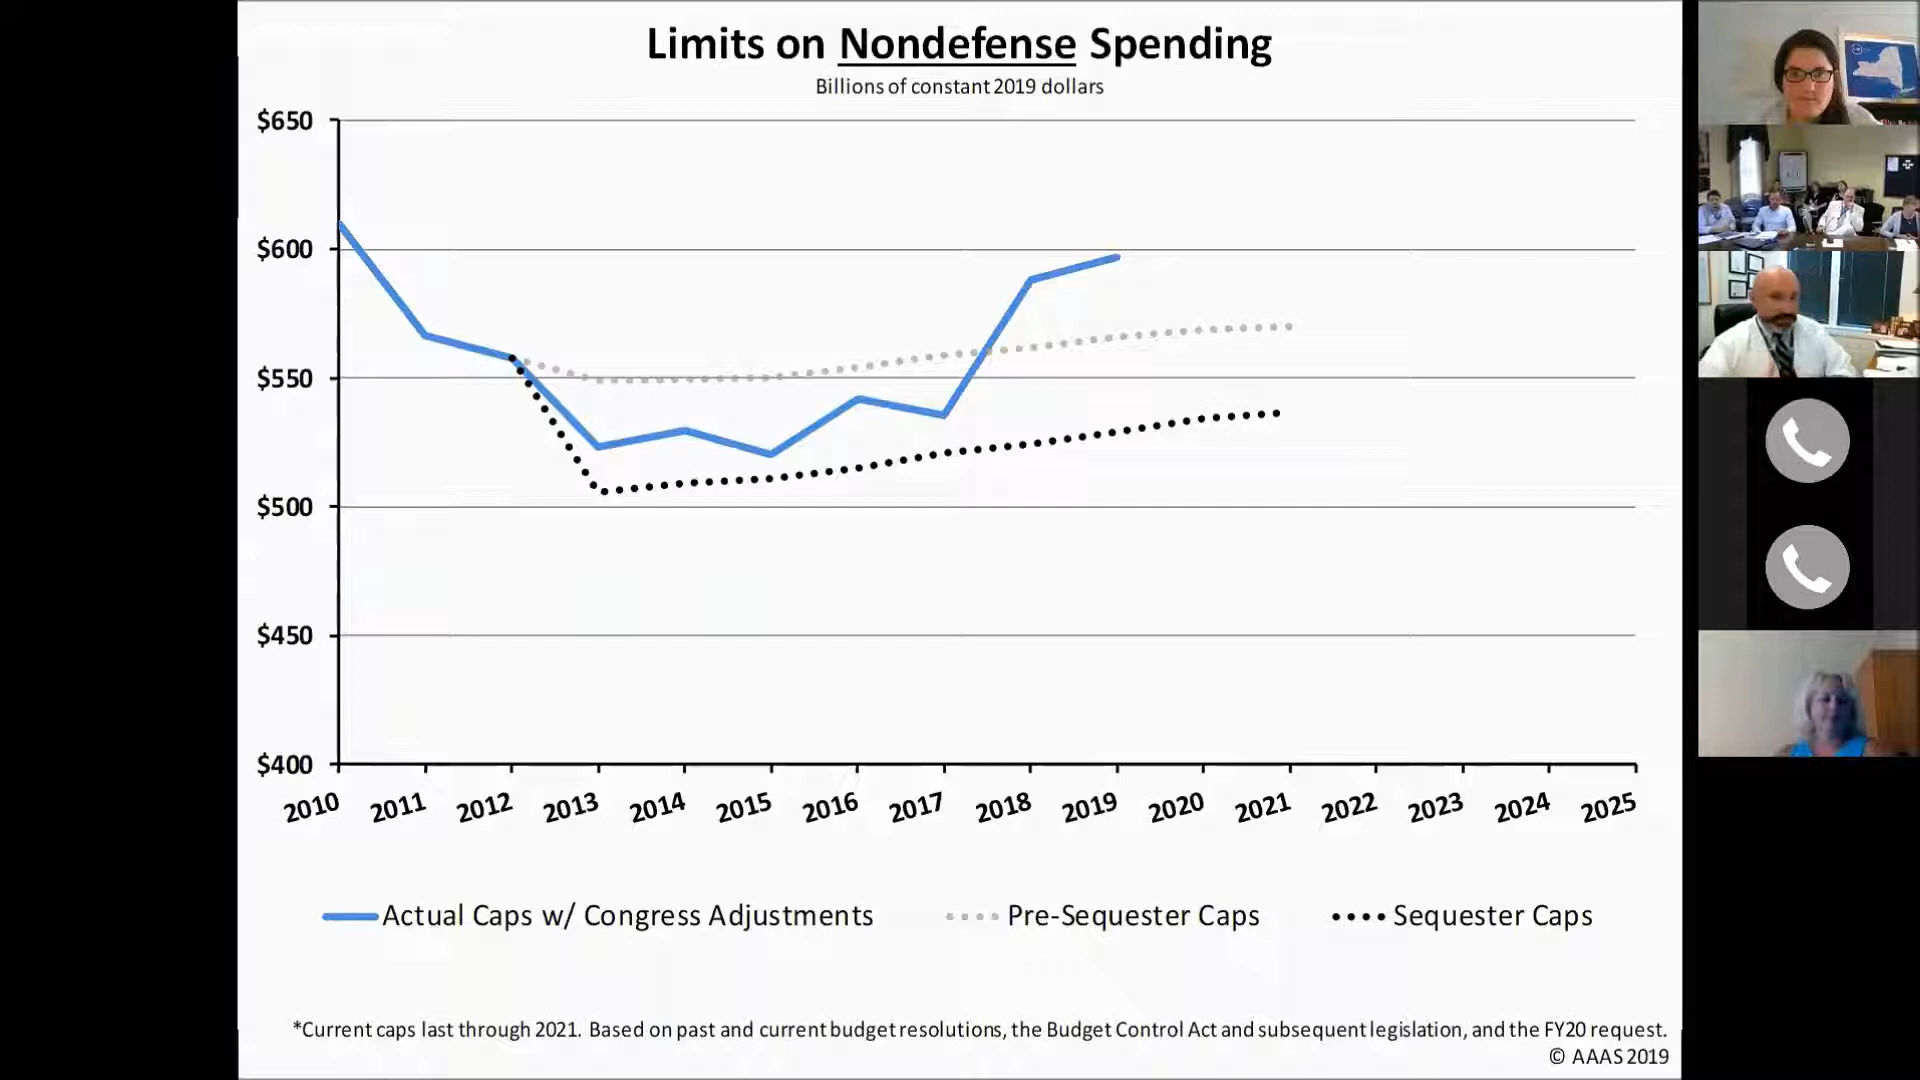 Limits on Nondefense Spending
Billions of constant 2019 dollars
$650
$600
$550
$500
$450
$400
2010 2011 2012 2013 2014 2015 2016 2017 2018 2019 2020 2021 2022 2023 2024 2025
Actual Caps w/ Congress Adjustments Pre-Sequester Caps Sequester Caps
*Current caps last through 2021. Based on past and current budget resolutions, the Budget Control Act and subsequent legislation, and the FY20 request.
© AAAS 2019